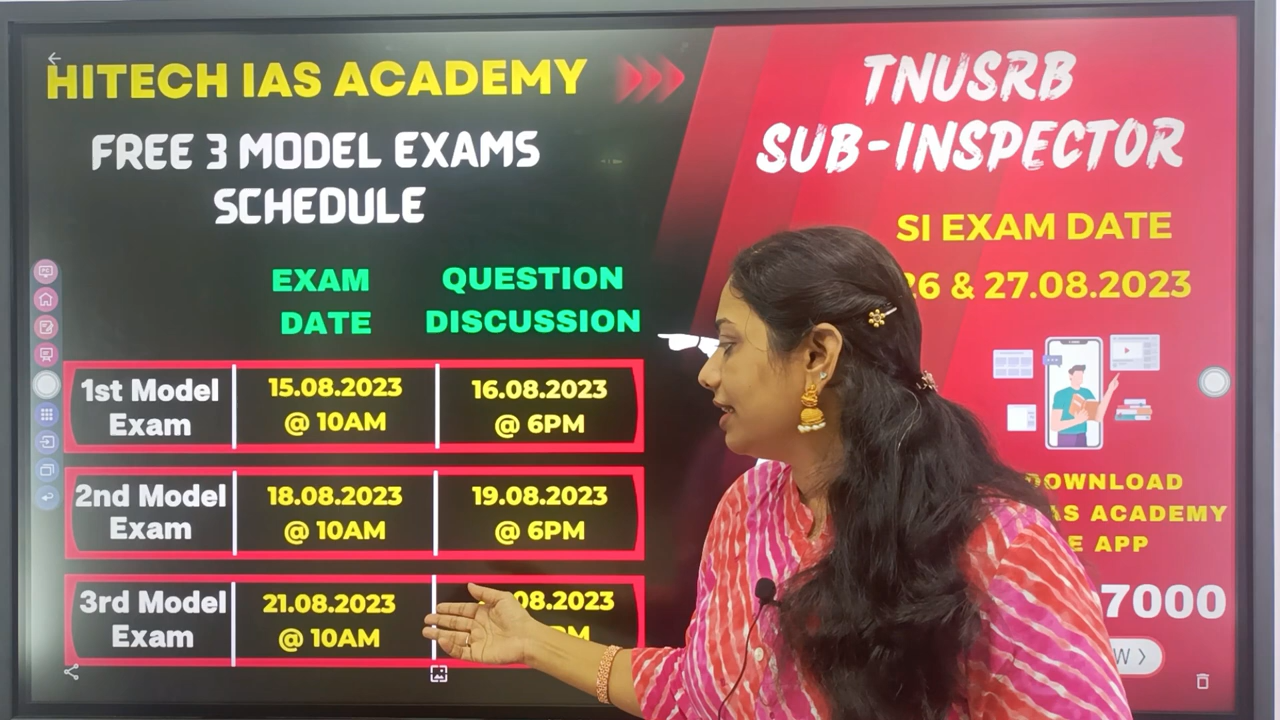 HITECH IAS ACADEMY
FREE 3 MODEL EXAMS
SCHEDULE
EXAM DATE
QUESTION DISCUSSION
1st Model Exam
15.08.2023 @ 10AM
16.08.2023 @ 6PM
2nd Model Exam
18.08.2023 @ 10AM
19.08.2023 @ 6PM
3rd Model Exam
21.08.2023 @ 10AM
08.2023
TNUSRB
SUB-INSPECTOR
SI EXAM DATE
26 & 27.08.2023
DOWNLOAD
IAS ACADEMY
APP
7000